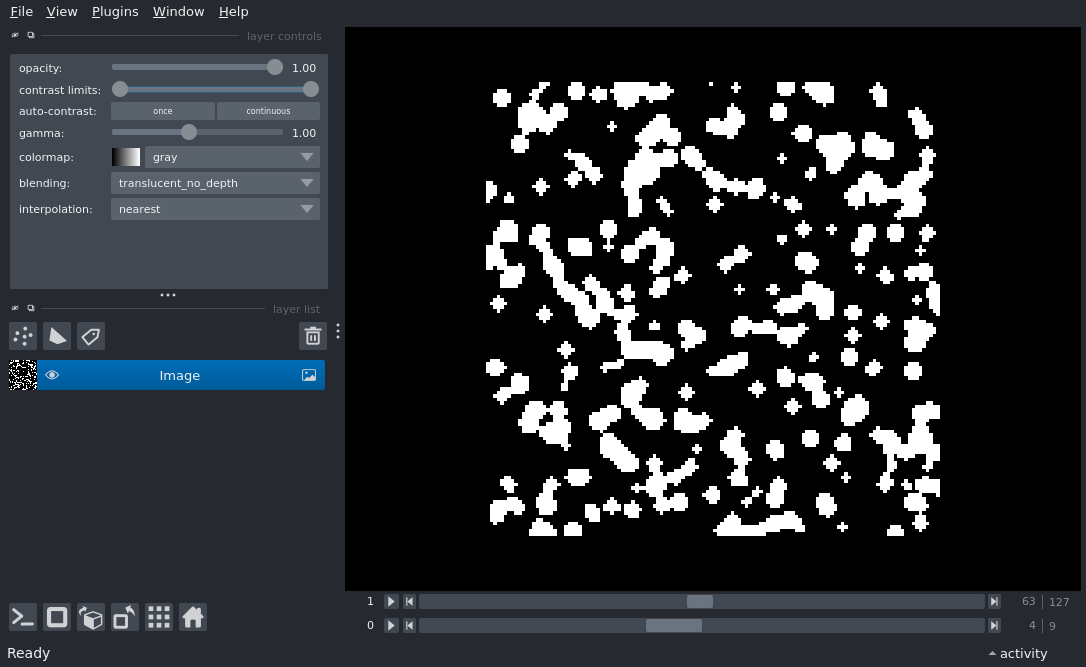 File View Plugins Window Help
layer controls
opacity: 1.00
contrast limits:
auto-contrast: once continuous
gamma: 1.00
colormap: gray
blending: translucent_no_depth
interpolation: nearest
layer list
Image
1 63 127
0 4 9
Ready activity